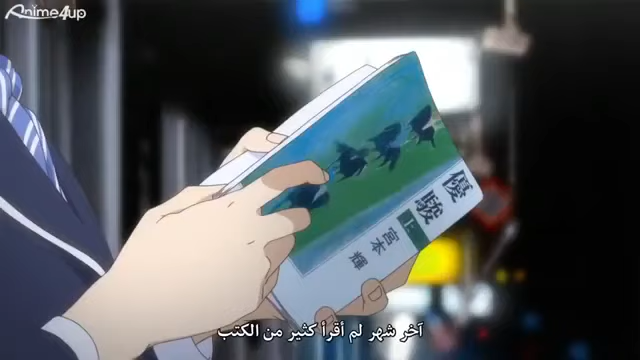 Anime4up
優駿
上
宮本輝
آخر شهر لم أقرأ كثير من الكتب